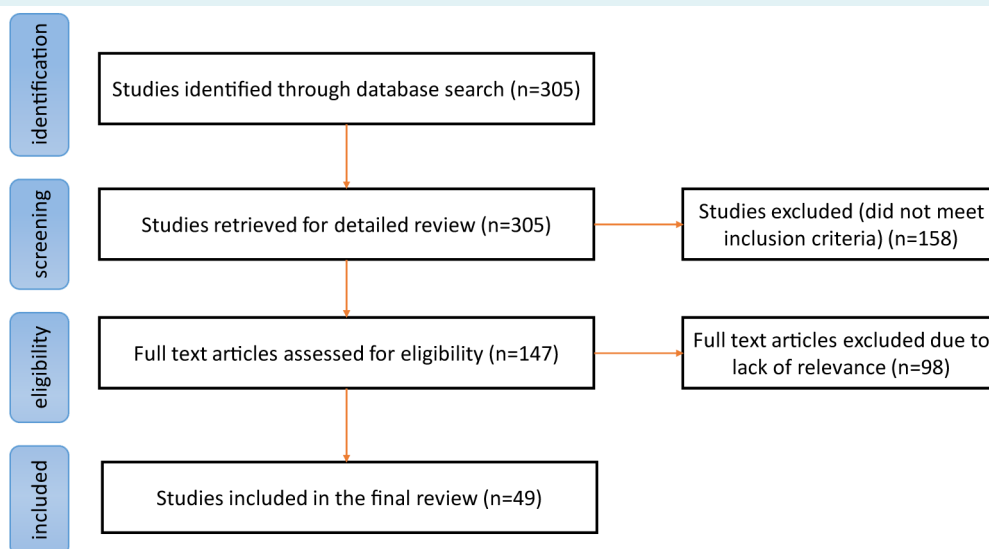 identification
Studies identified through database search (n=305)
screening
Studies retrieved for detailed review (n=305)
Studies excluded (did not meet
inclusion criteria) (n=158)
eligibility
Full text articles assessed for eligibility (n=147)
Full text articles excluded due to
lack of relevance (n=98)
included
Studies included in the final review (n=49)